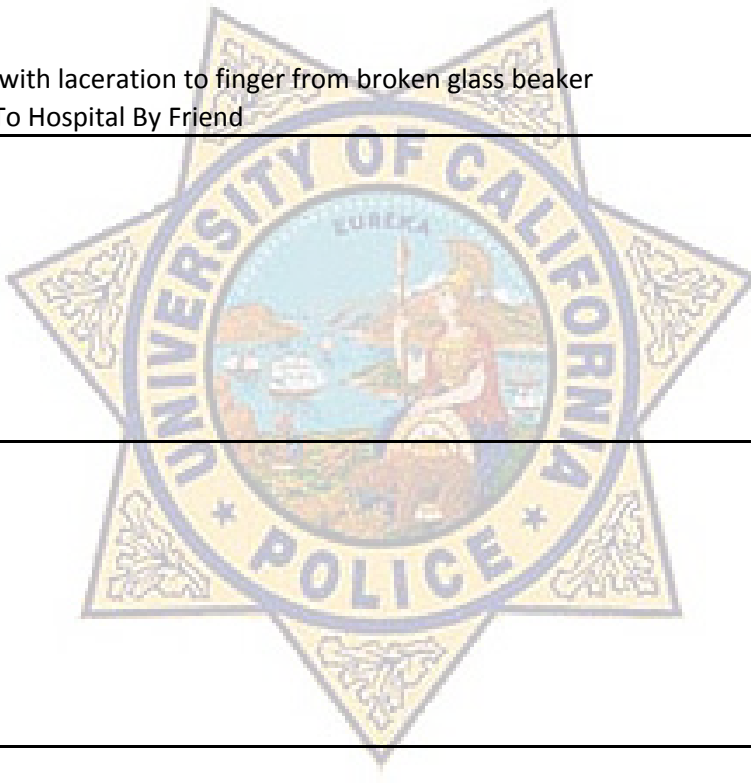 with laceration to finger from broken glass beaker
To Hospital By Friend
UNIVERSITY OF CALIFORNIA
EUREKA
POLICE